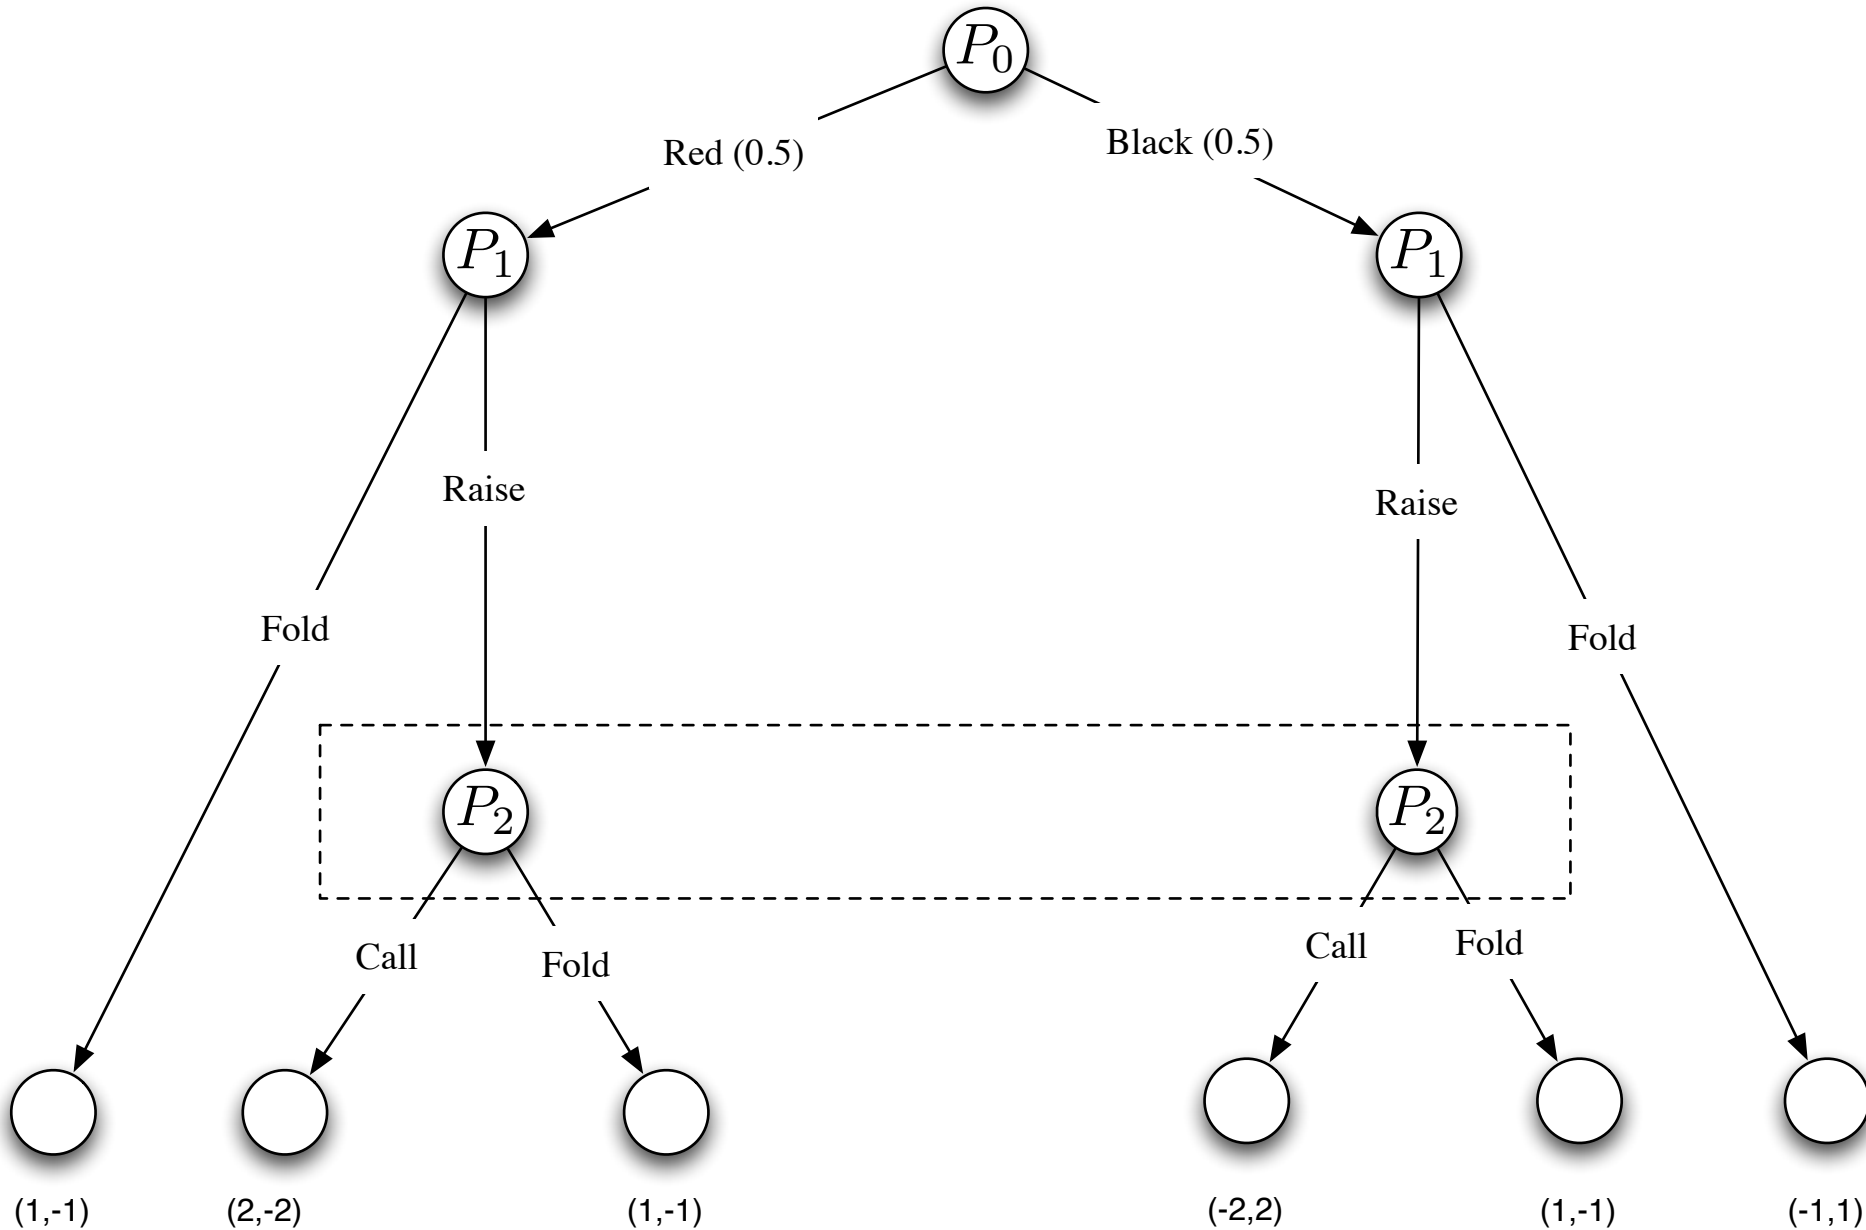 P₀
Red (0.5)
Black (0.5)
P₁
P₁
Raise
Raise
Fold
Fold
P₂
P₂
Call
Fold
Call
Fold
(1,-1)
(2,-2)
(1,-1)
(-2,2)
(1,-1)
(-1,1)